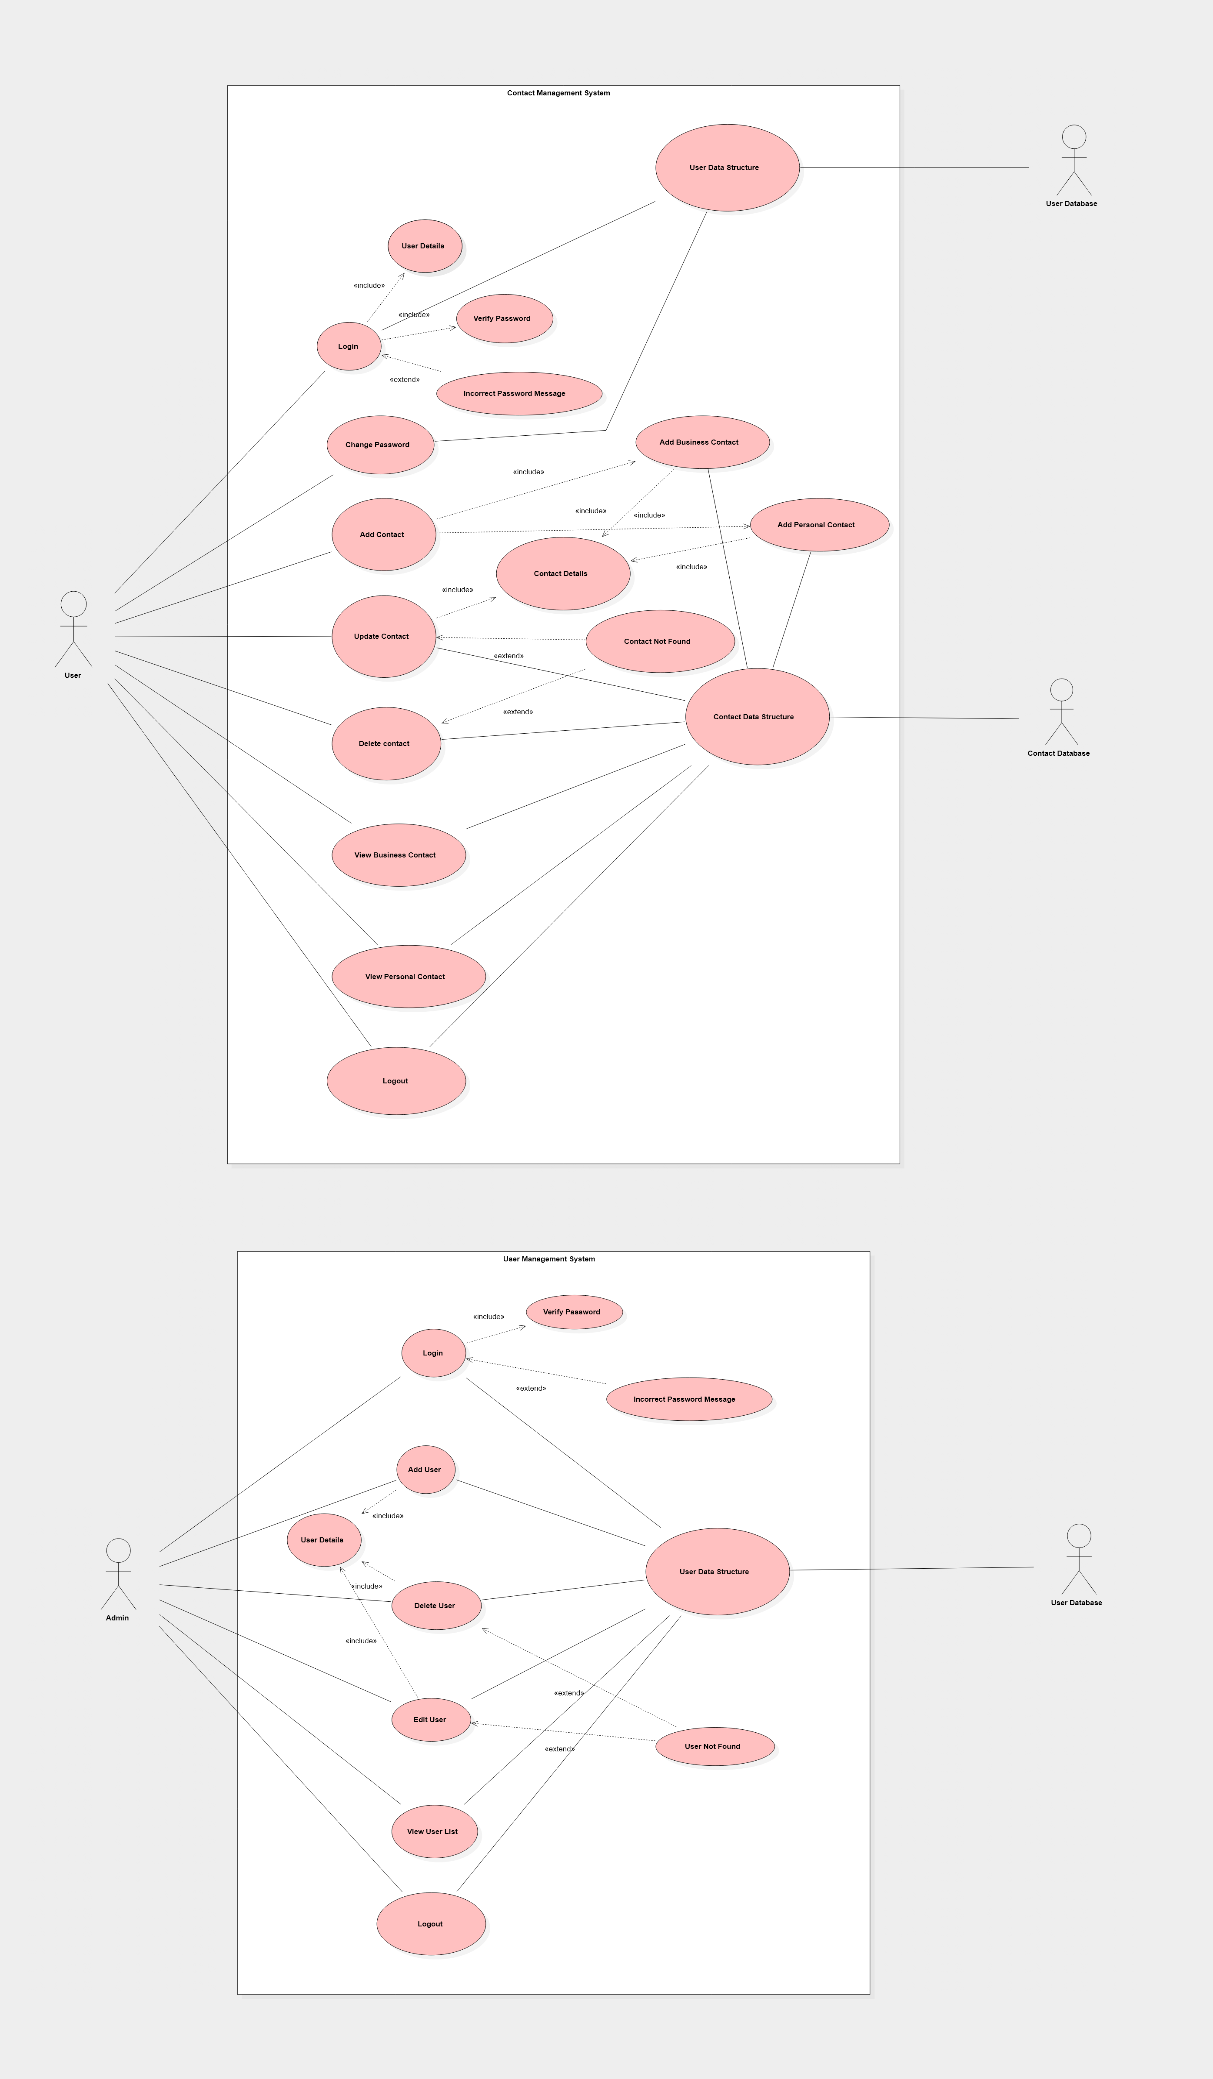 Contact Management System
User Data Structure
User Database
User Detaile
«include»
«include»
Verify Password
Login
«extend»
Incorrect Password Message
Change Password
Add Business Contact
«include»
«include»
«include»
Add Personal Contact
Add Contact
Contact Details
«include»
«include»
Update Contact
Contact Not Found
«extend»
User
«extend»
Contact Data Structure
Delete contact
Contact Database
View Business Contact
View Personal Contact
Logout
User Management System
«include»
Verify Password
Login
«extend»
Incorrect Password Message
Add User
«include»
User Detaile
User Data Structure
«include»
Delete User
User Database
Admin
«include»
«extend»
Edit User
«extend»
User Not Found
View User List
Logout